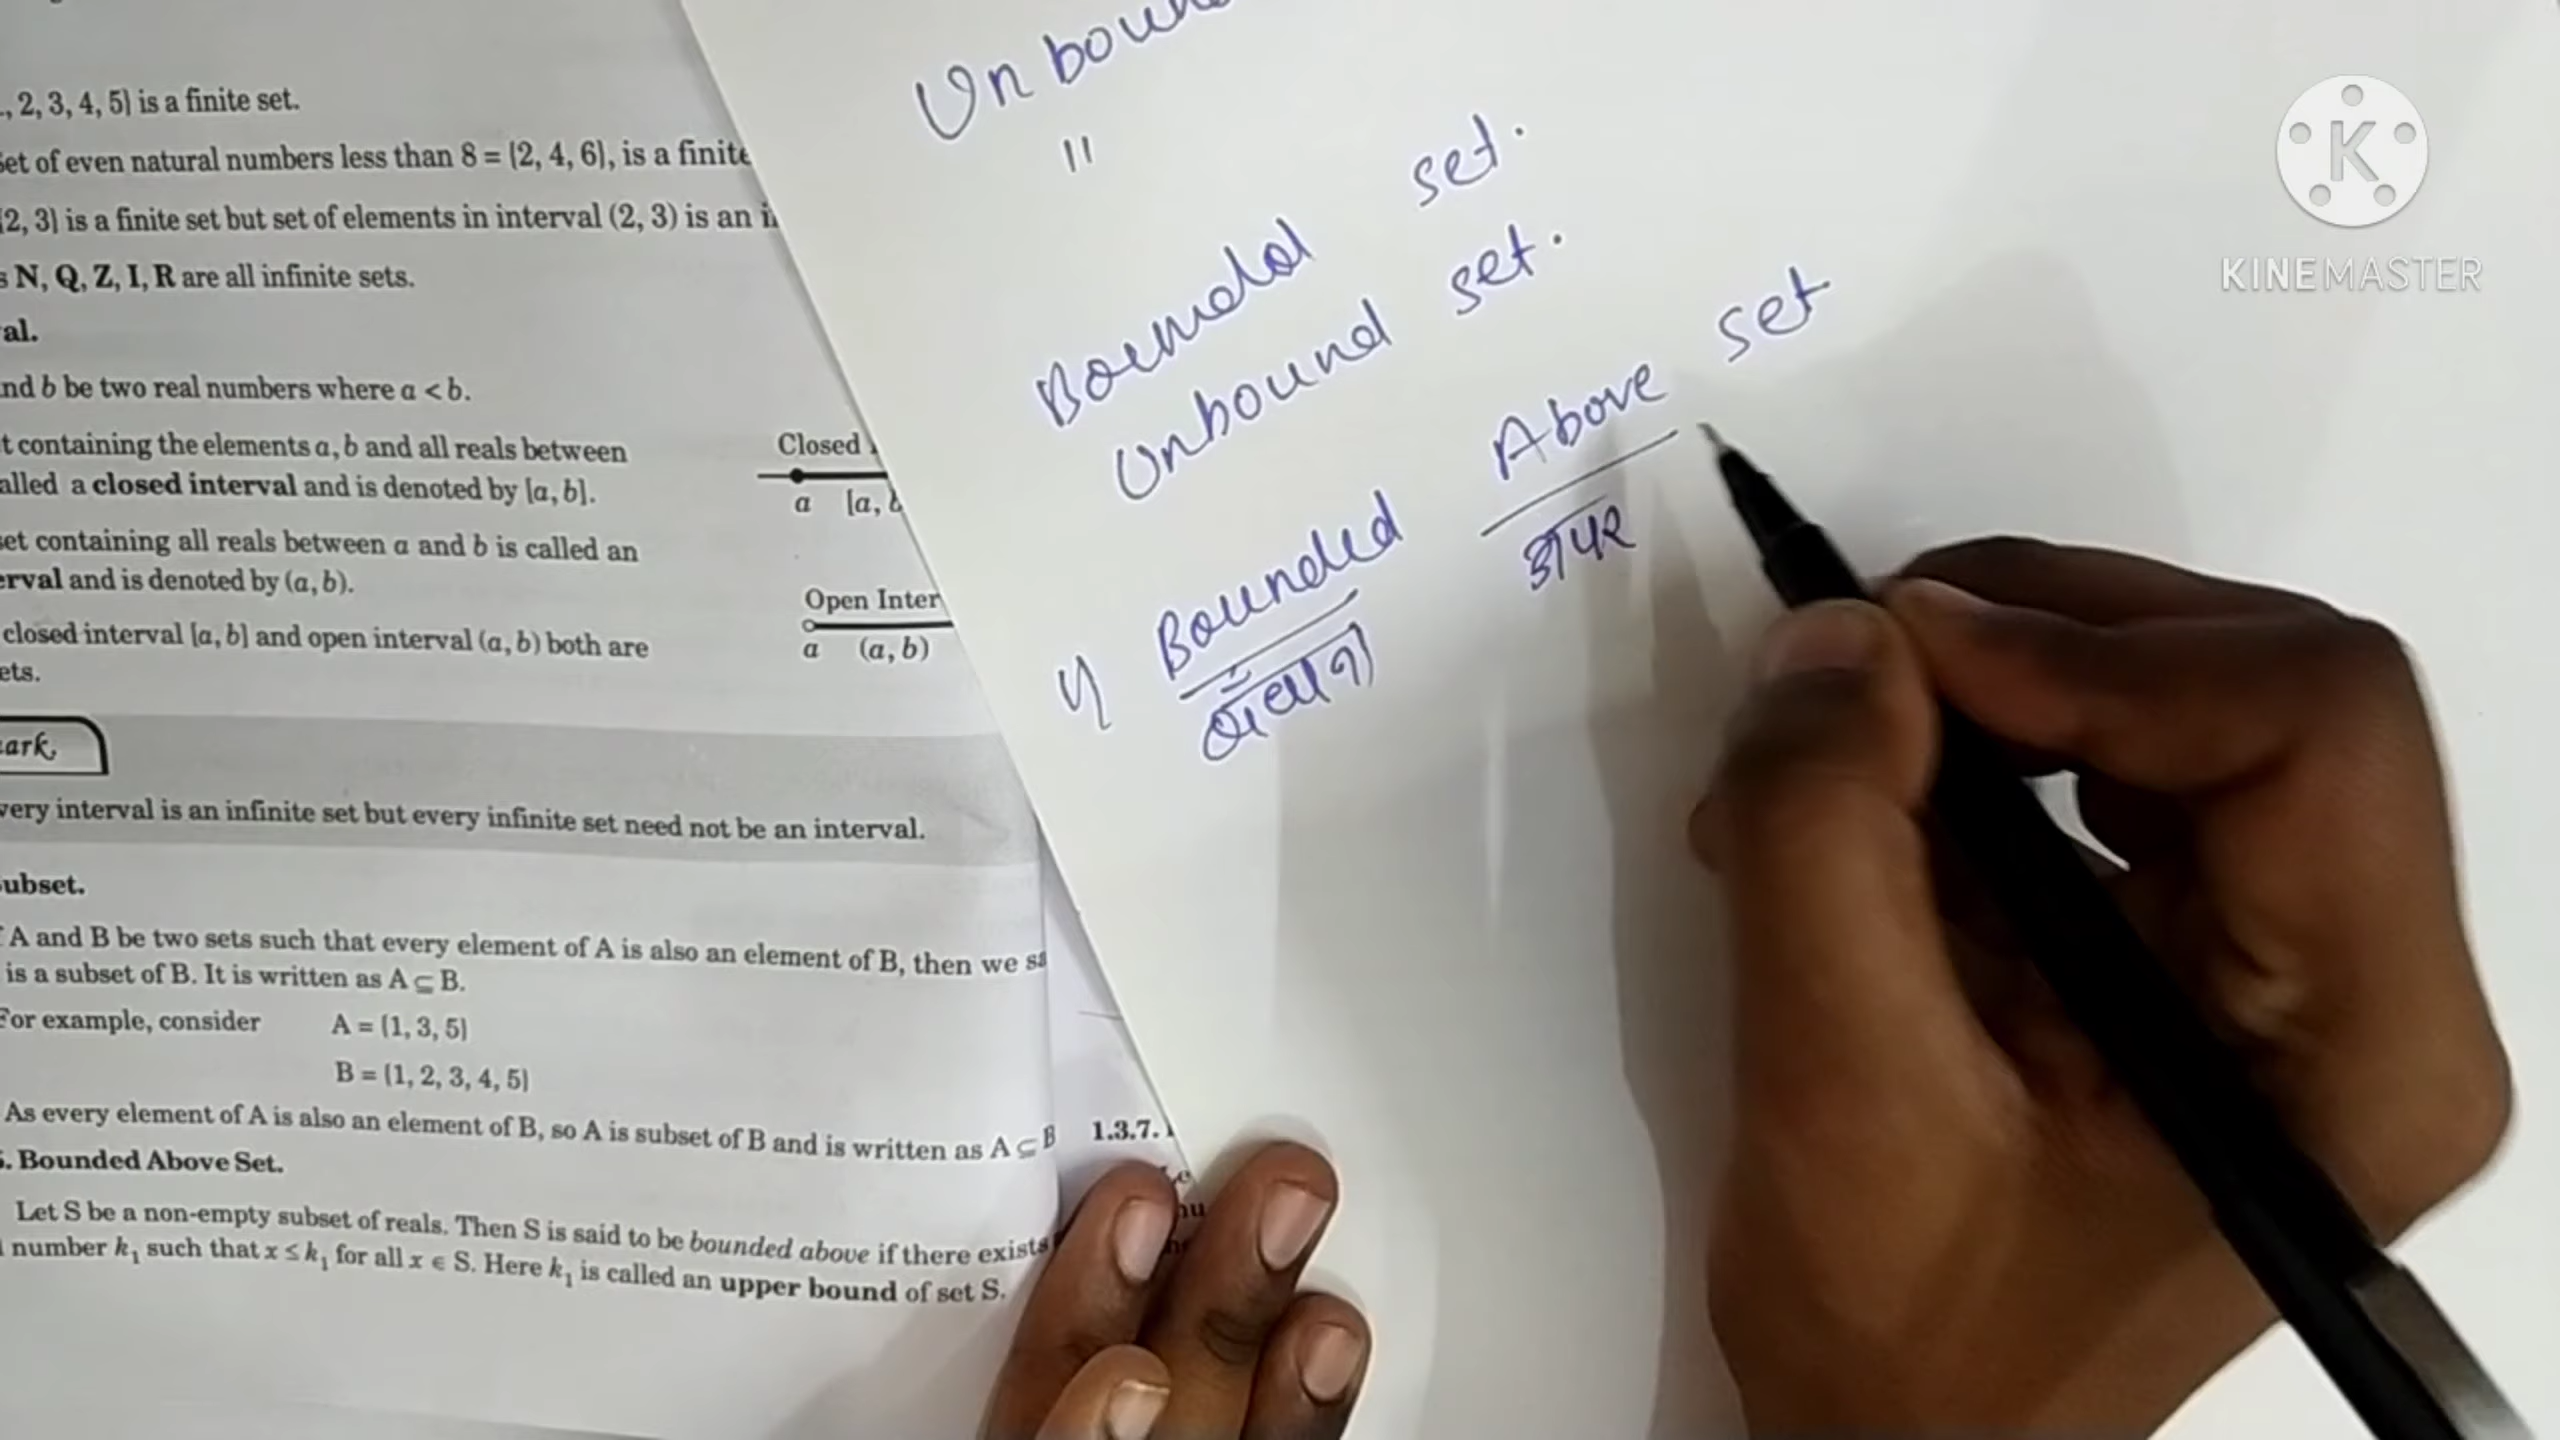 , 2, 3, 4, 5} is a finite set.
et of even natural numbers less than 8 = {2, 4, 6}, is a finite
{2, 3} is a finite set but set of elements in interval (2, 3) is an
N, Q, Z, I, R are all infinite sets.
al.
nd b be two real numbers where a < b.
t containing the elements a, b and all reals between
alled a closed interval and is denoted by [a, b].
Closed
a [a, b
et containing all reals between a and b is called an
erval and is denoted by (a, b).
Open Inter
a (a, b)
closed interval [a, b] and open interval (a, b) both are
ets.
ark.
very interval is an infinite set but every infinite set need not be an interval.
ubset.
A and B be two sets such that every element of A is also an element of B, then we sa
is a subset of B. It is written as A ⊆ B.
For example, consider A = {1, 3, 5}
B = {1, 2, 3, 4, 5}
As every element of A is also an element of B, so A is subset of B and is written as A ⊆ B
. Bounded Above Set.
Let S be a non-empty subset of reals. Then S is said to be bounded above if there exists
number k₁ such that x ≤ k₁ for all x ∈ S. Here k₁ is called an upper bound of set S.
1.3.7.
Un boun
"
set.
Unbound set.
Bounded Above Set
KINEMASTER